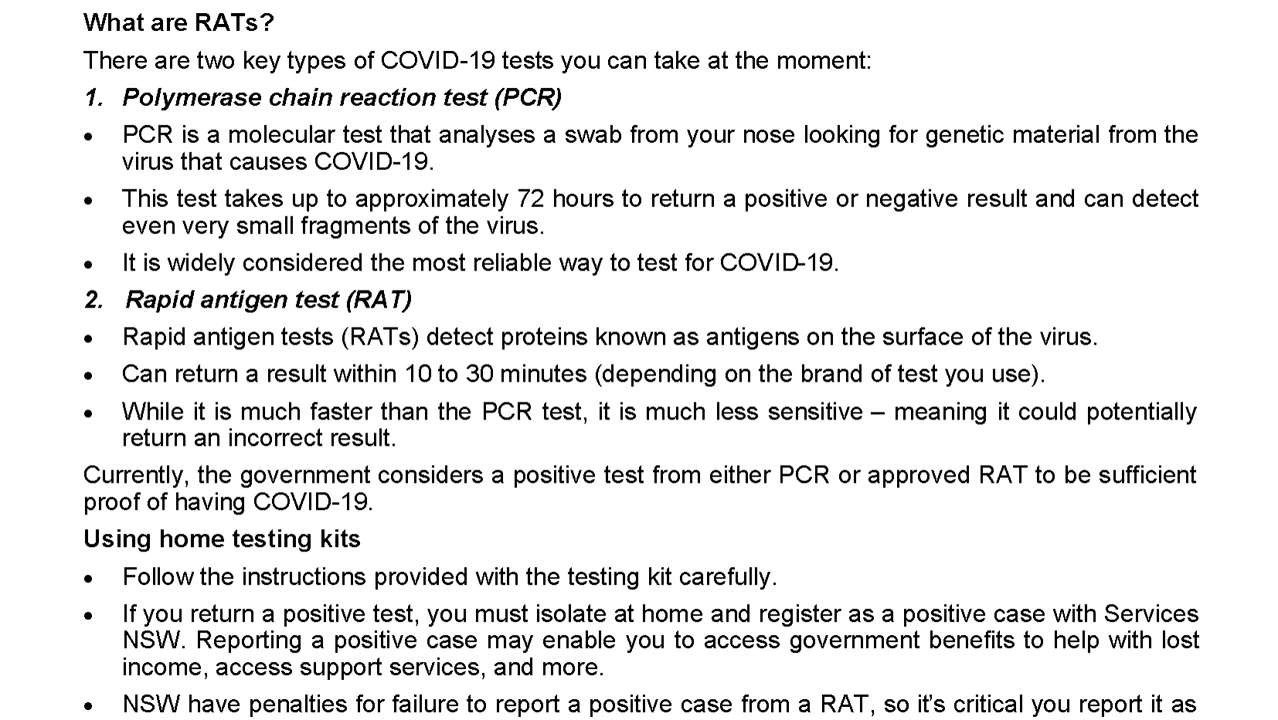 What are RATs?
There are two key types of COVID-19 tests you can take at the moment:
1. Polymerase chain reaction test (PCR)
• PCR is a molecular test that analyses a swab from your nose looking for genetic material from the
virus that causes COVID-19.
• This test takes up to approximately 72 hours to return a positive or negative result and can detect
even very small fragments of the virus.
• It is widely considered the most reliable way to test for COVID-19.
2. Rapid antigen test (RAT)
• Rapid antigen tests (RATs) detect proteins known as antigens on the surface of the virus.
• Can return a result within 10 to 30 minutes (depending on the brand of test you use).
• While it is much faster than the PCR test, it is much less sensitive – meaning it could potentially
return an incorrect result.
Currently, the government considers a positive test from either PCR or approved RAT to be sufficient
proof of having COVID-19.
Using home testing kits
• Follow the instructions provided with the testing kit carefully.
• If you return a positive test, you must isolate at home and register as a positive case with Services
NSW. Reporting a positive case may enable you to access government benefits to help with lost
income, access support services, and more.
• NSW have penalties for failure to report a positive case from a RAT, so it's critical you report it as